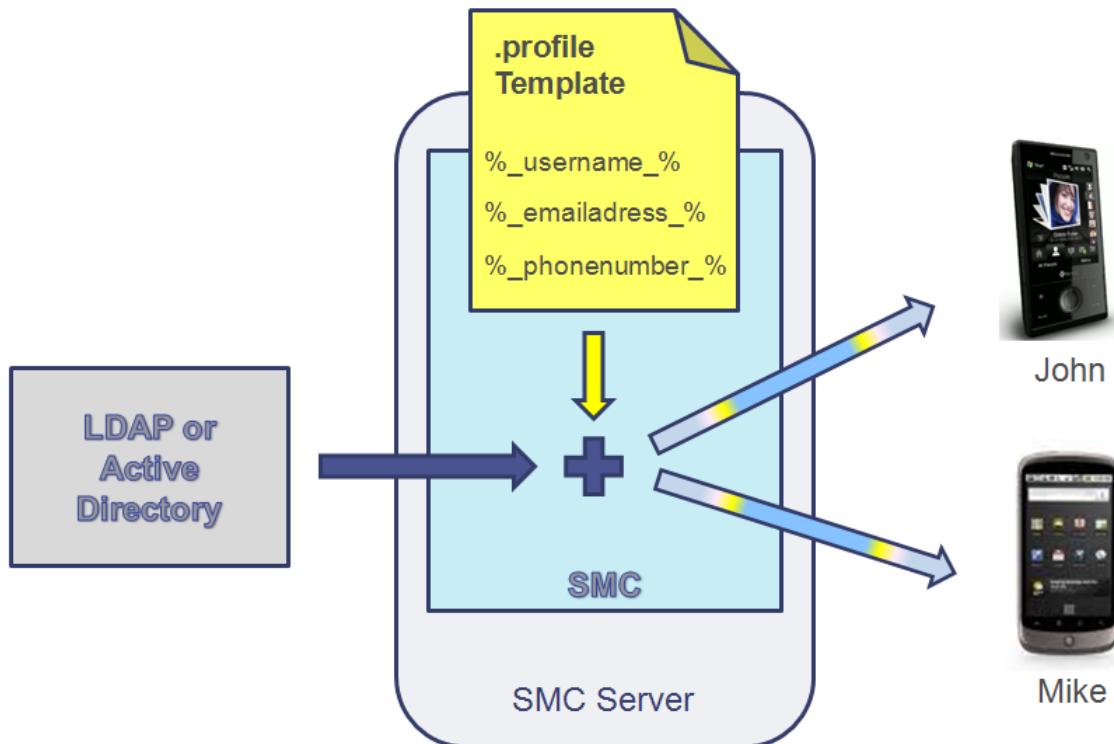 .profile
Template
%_username_%
%_emailadress_%
%_phonenumber_%
LDAP or
Active
Directory
SMC
SMC Server
John
Mike